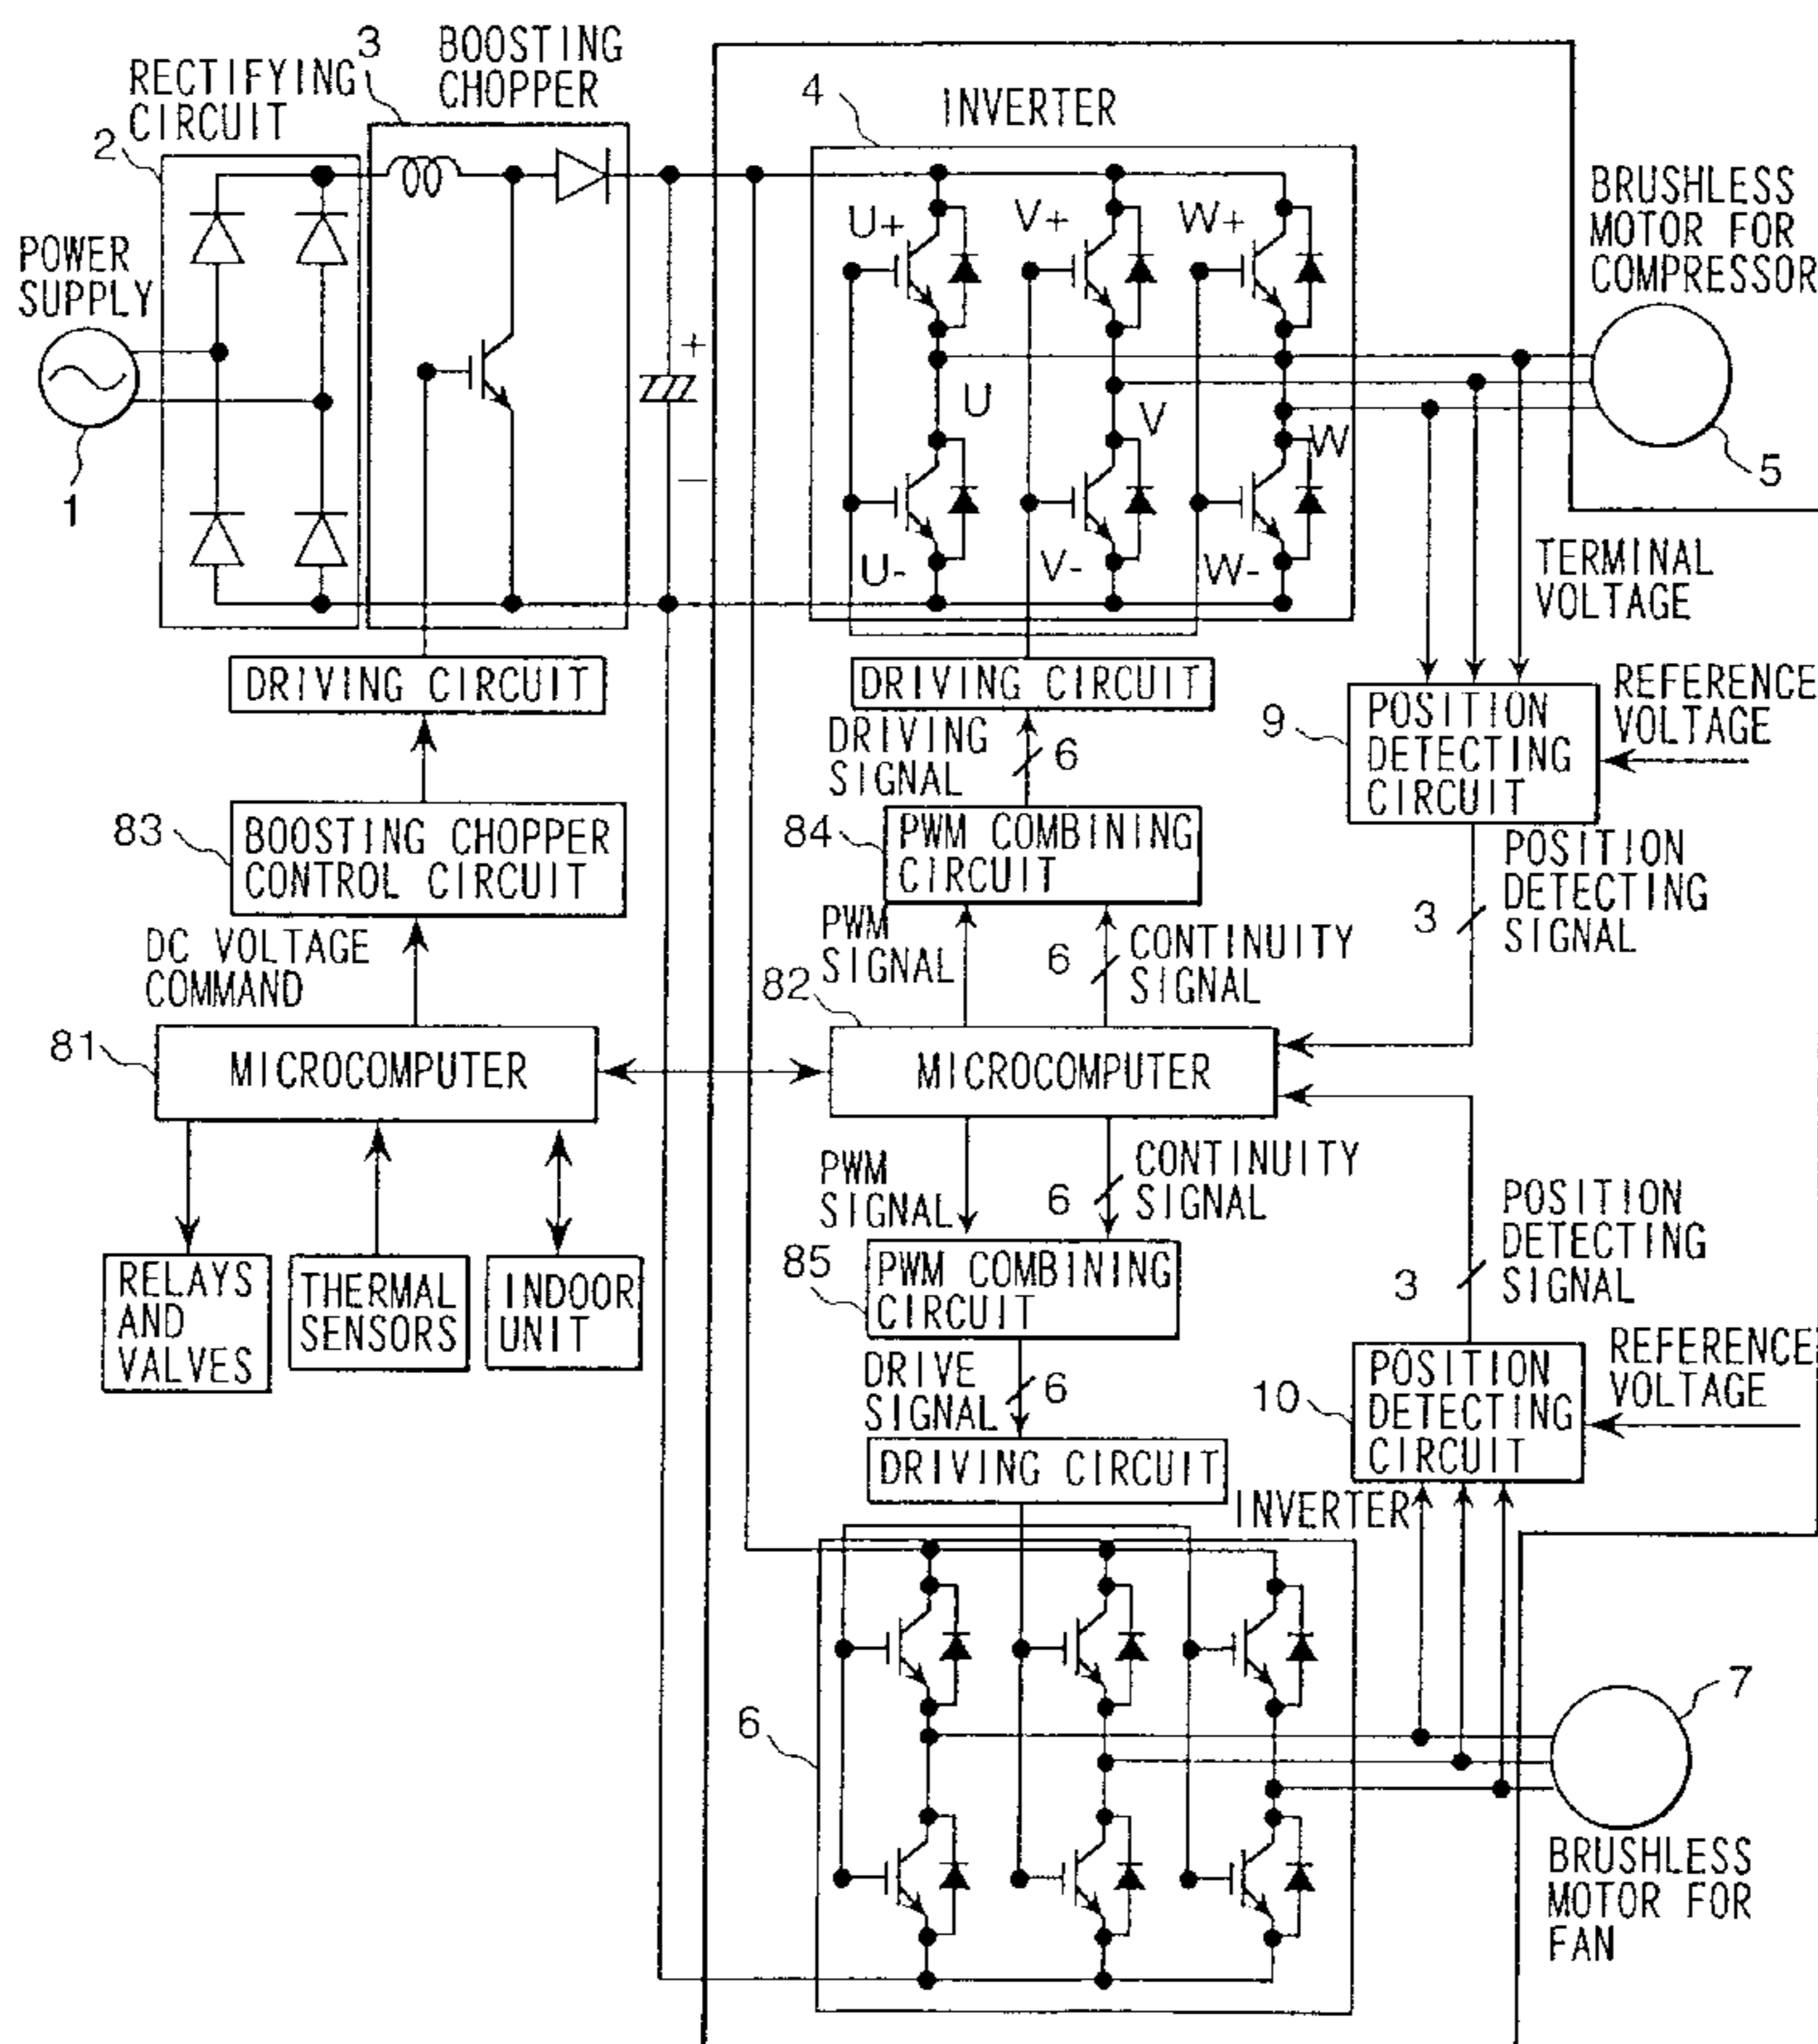 3
BOOSTING
CHOPPER
RECTIFYING
CIRCUIT
2
POWER
SUPPLY
1
4
INVERTER
U+
V+
W+
U
V
W
U-
V-
W-
+
−
BRUSHLESS
MOTOR FOR
COMPRESSOR
5
TERMINAL
VOLTAGE
DRIVING CIRCUIT
DRIVING CIRCUIT
DRIVING
SIGNAL
6
9
POSITION
DETECTING
CIRCUIT
REFERENCE
VOLTAGE
83
BOOSTING CHOPPER
CONTROL CIRCUIT
84
PWM COMBINING
CIRCUIT
POSITION
DETECTING
SIGNAL
3
DC VOLTAGE
COMMAND
PWM
SIGNAL
6
CONTINUITY
SIGNAL
81
MICROCOMPUTER
82
MICROCOMPUTER
PWM
SIGNAL
6
CONTINUITY
SIGNAL
POSITION
DETECTING
SIGNAL
3
RELAYS
AND
VALVES
THERMAL
SENSORS
INDOOR
UNIT
85
PWM COMBINING
CIRCUIT
DRIVE
SIGNAL
6
10
POSITION
DETECTING
CIRCUIT
REFERENCE
VOLTAGE
DRIVING CIRCUIT
INVERTER
6
7
BRUSHLESS
MOTOR FOR
FAN